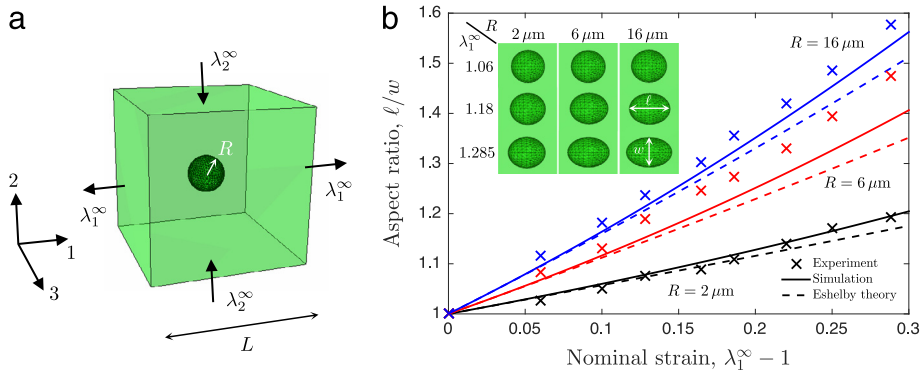 a
λ₂^∞
R
λ₁^∞
λ₁^∞
λ₂^∞
2
1
3
L
b
Aspect ratio, ℓ/w
1.6
1.5
1.4
1.3
1.2
1.1
1
R
λ₁^∞
2 μm
6 μm
16 μm
1.06
1.18
1.285
ℓ
w
R = 16 μm
R = 6 μm
R = 2 μm
Experiment
Simulation
Eshelby theory
0 0.05 0.1 0.15 0.2 0.25 0.3
Nominal strain, λ₁^∞ − 1